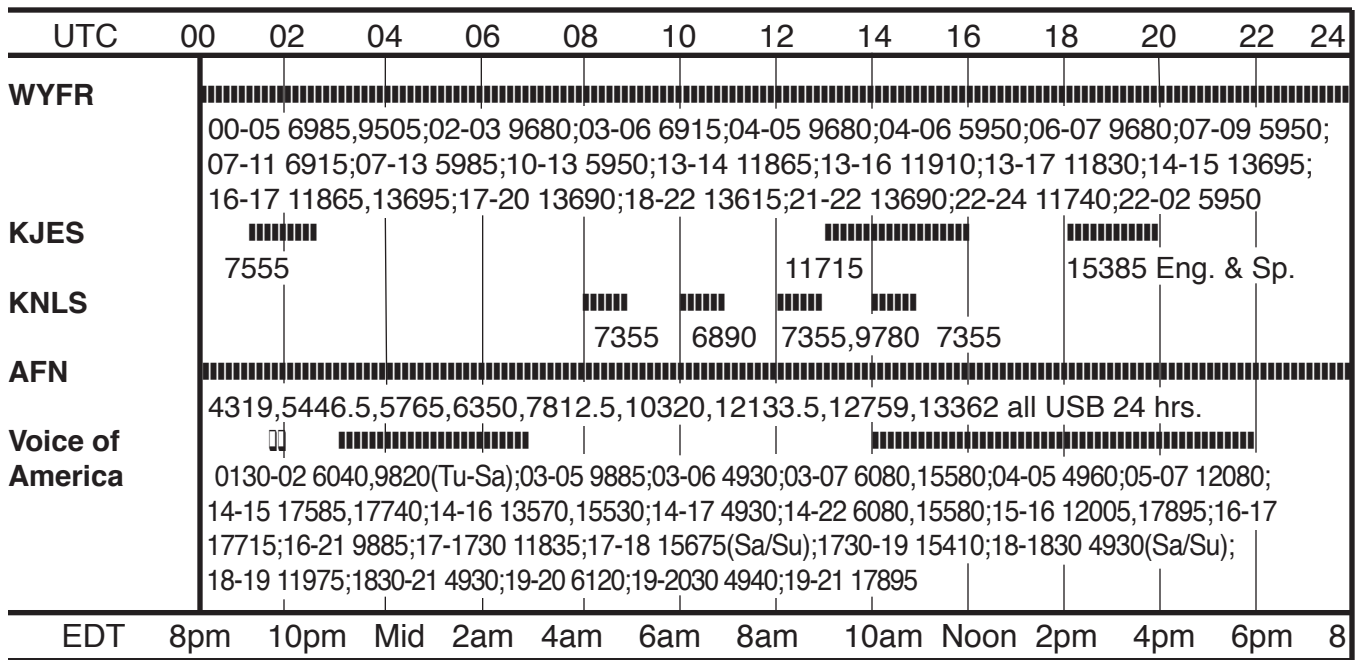 UTC 00 02 04 06 08 10 12 14 16 18 20 22 24
WYFR
00-05 6985,9505;02-03 9680;03-06 6915;04-05 9680;04-06 5950;06-07 9680;07-09 5950;
07-11 6915;07-13 5985;10-13 5950;13-14 11865;13-16 11910;13-17 11830;14-15 13695;
16-17 11865,13695;17-20 13690;18-22 13615;21-22 13690;22-24 11740;22-02 5950
KJES
7555 11715 15385 Eng. & Sp.
KNLS
7355 6890 7355,9780 7355
AFN
4319,5446.5,5765,6350,7812.5,10320,12133.5,12759,13362 all USB 24 hrs.
Voice of
America 0130-02 6040,9820(Tu-Sa);03-05 9885;03-06 4930;03-07 6080,15580;04-05 4960;05-07 12080;
14-15 17585,17740;14-16 13570,15530;14-17 4930;14-22 6080,15580;15-16 12005,17895;16-17
17715;16-21 9885;17-1730 11835;17-18 15675(Sa/Su);1730-19 15410;18-1830 4930(Sa/Su);
18-19 11975;1830-21 4930;19-20 6120;19-2030 4940;19-21 17895
EDT 8pm 10pm Mid 2am 4am 6am 8am 10am Noon 2pm 4pm 6pm 8